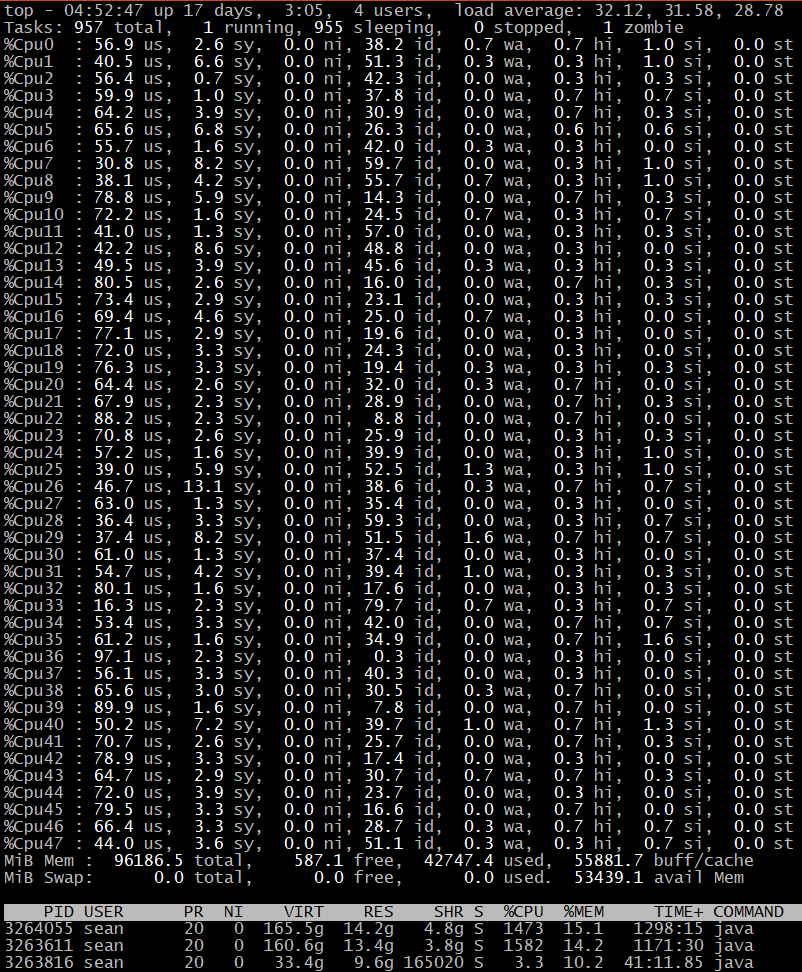 top - 04:52:47 up 17 days,  3:05,  4 users,  load average: 32.12, 31.58, 28.78
Tasks: 957 total,   1 running, 955 sleeping,   0 stopped,   1 zombie
%Cpu0  : 56.9 us,  2.6 sy,  0.0 ni, 38.2 id,  0.7 wa,  0.7 hi,  1.0 si,  0.0 st
%Cpu1  : 40.5 us,  6.6 sy,  0.0 ni, 51.3 id,  0.3 wa,  0.3 hi,  1.0 si,  0.0 st
%Cpu2  : 56.4 us,  0.7 sy,  0.0 ni, 42.3 id,  0.0 wa,  0.3 hi,  0.3 si,  0.0 st
%Cpu3  : 59.9 us,  1.0 sy,  0.0 ni, 37.8 id,  0.0 wa,  0.7 hi,  0.7 si,  0.0 st
%Cpu4  : 64.2 us,  3.9 sy,  0.0 ni, 30.9 id,  0.0 wa,  0.7 hi,  0.3 si,  0.0 st
%Cpu5  : 65.6 us,  6.8 sy,  0.0 ni, 26.3 id,  0.0 wa,  0.6 hi,  0.6 si,  0.0 st
%Cpu6  : 55.7 us,  1.6 sy,  0.0 ni, 42.0 id,  0.3 wa,  0.3 hi,  0.0 si,  0.0 st
%Cpu7  : 30.8 us,  8.2 sy,  0.0 ni, 59.7 id,  0.0 wa,  0.3 hi,  1.0 si,  0.0 st
%Cpu8  : 38.1 us,  4.2 sy,  0.0 ni, 55.7 id,  0.7 wa,  0.3 hi,  1.0 si,  0.0 st
%Cpu9  : 78.8 us,  5.9 sy,  0.0 ni, 14.3 id,  0.0 wa,  0.7 hi,  0.3 si,  0.0 st
%Cpu10 : 72.2 us,  1.6 sy,  0.0 ni, 24.5 id,  0.7 wa,  0.3 hi,  0.7 si,  0.0 st
%Cpu11 : 41.0 us,  1.3 sy,  0.0 ni, 57.0 id,  0.0 wa,  0.3 hi,  0.3 si,  0.0 st
%Cpu12 : 42.2 us,  8.6 sy,  0.0 ni, 48.8 id,  0.0 wa,  0.3 hi,  0.0 si,  0.0 st
%Cpu13 : 49.5 us,  3.9 sy,  0.0 ni, 45.6 id,  0.3 wa,  0.3 hi,  0.3 si,  0.0 st
%Cpu14 : 80.5 us,  2.6 sy,  0.0 ni, 16.0 id,  0.0 wa,  0.7 hi,  0.3 si,  0.0 st
%Cpu15 : 73.4 us,  2.9 sy,  0.0 ni, 23.1 id,  0.0 wa,  0.3 hi,  0.3 si,  0.0 st
%Cpu16 : 69.4 us,  4.6 sy,  0.0 ni, 25.0 id,  0.7 wa,  0.3 hi,  0.0 si,  0.0 st
%Cpu17 : 77.1 us,  2.9 sy,  0.0 ni, 19.6 id,  0.0 wa,  0.3 hi,  0.0 si,  0.0 st
%Cpu18 : 72.0 us,  3.3 sy,  0.0 ni, 24.3 id,  0.0 wa,  0.3 hi,  0.0 si,  0.0 st
%Cpu19 : 76.3 us,  3.3 sy,  0.0 ni, 19.4 id,  0.3 wa,  0.3 hi,  0.3 si,  0.0 st
%Cpu20 : 64.4 us,  2.6 sy,  0.0 ni, 32.0 id,  0.3 wa,  0.7 hi,  0.0 si,  0.0 st
%Cpu21 : 67.9 us,  2.3 sy,  0.0 ni, 28.9 id,  0.0 wa,  0.7 hi,  0.3 si,  0.0 st
%Cpu22 : 88.2 us,  2.3 sy,  0.0 ni,  8.8 id,  0.0 wa,  0.7 hi,  0.0 si,  0.0 st
%Cpu23 : 70.8 us,  2.6 sy,  0.0 ni, 25.9 id,  0.0 wa,  0.3 hi,  0.3 si,  0.0 st
%Cpu24 : 57.2 us,  1.6 sy,  0.0 ni, 39.9 id,  0.0 wa,  0.3 hi,  1.0 si,  0.0 st
%Cpu25 : 39.0 us,  5.9 sy,  0.0 ni, 52.5 id,  1.3 wa,  0.3 hi,  1.0 si,  0.0 st
%Cpu26 : 46.7 us, 13.1 sy,  0.0 ni, 38.6 id,  0.3 wa,  0.7 hi,  0.7 si,  0.0 st
%Cpu27 : 63.0 us,  1.3 sy,  0.0 ni, 35.4 id,  0.0 wa,  0.3 hi,  0.0 si,  0.0 st
%Cpu28 : 36.4 us,  3.3 sy,  0.0 ni, 59.3 id,  0.0 wa,  0.3 hi,  0.7 si,  0.0 st
%Cpu29 : 37.4 us,  8.2 sy,  0.0 ni, 51.5 id,  1.6 wa,  0.7 hi,  0.7 si,  0.0 st
%Cpu30 : 61.0 us,  1.3 sy,  0.0 ni, 37.4 id,  0.0 wa,  0.3 hi,  0.0 si,  0.0 st
%Cpu31 : 54.7 us,  4.2 sy,  0.0 ni, 39.4 id,  1.0 wa,  0.3 hi,  0.3 si,  0.0 st
%Cpu32 : 80.1 us,  1.6 sy,  0.0 ni, 17.6 id,  0.0 wa,  0.3 hi,  0.3 si,  0.0 st
%Cpu33 : 16.3 us,  2.3 sy,  0.0 ni, 79.7 id,  0.7 wa,  0.3 hi,  0.7 si,  0.0 st
%Cpu34 : 53.4 us,  3.3 sy,  0.0 ni, 42.0 id,  0.0 wa,  0.7 hi,  0.7 si,  0.0 st
%Cpu35 : 61.2 us,  1.6 sy,  0.0 ni, 34.9 id,  0.0 wa,  0.7 hi,  1.6 si,  0.0 st
%Cpu36 : 97.1 us,  2.3 sy,  0.0 ni,  0.3 id,  0.0 wa,  0.3 hi,  0.0 si,  0.0 st
%Cpu37 : 56.1 us,  3.3 sy,  0.0 ni, 40.3 id,  0.0 wa,  0.3 hi,  0.0 si,  0.0 st
%Cpu38 : 65.6 us,  3.0 sy,  0.0 ni, 30.5 id,  0.3 wa,  0.7 hi,  0.0 si,  0.0 st
%Cpu39 : 89.9 us,  1.6 sy,  0.0 ni,  7.8 id,  0.0 wa,  0.7 hi,  0.0 si,  0.0 st
%Cpu40 : 50.2 us,  7.2 sy,  0.0 ni, 39.7 id,  1.0 wa,  0.7 hi,  1.3 si,  0.0 st
%Cpu41 : 70.7 us,  2.6 sy,  0.0 ni, 25.7 id,  0.0 wa,  0.7 hi,  0.3 si,  0.0 st
%Cpu42 : 78.9 us,  3.3 sy,  0.0 ni, 17.4 id,  0.0 wa,  0.3 hi,  0.0 si,  0.0 st
%Cpu43 : 64.7 us,  2.9 sy,  0.0 ni, 30.7 id,  0.7 wa,  0.7 hi,  0.3 si,  0.0 st
%Cpu44 : 72.0 us,  3.9 sy,  0.0 ni, 23.7 id,  0.0 wa,  0.3 hi,  0.0 si,  0.0 st
%Cpu45 : 79.5 us,  3.3 sy,  0.0 ni, 16.6 id,  0.0 wa,  0.7 hi,  0.0 si,  0.0 st
%Cpu46 : 66.4 us,  3.3 sy,  0.0 ni, 28.7 id,  0.3 wa,  0.7 hi,  0.7 si,  0.0 st
%Cpu47 : 44.0 us,  3.6 sy,  0.0 ni, 51.1 id,  0.3 wa,  0.7 hi,  0.3 si,  0.0 st
MiB Mem :  96186.5 total,    587.1 free,  42747.4 used,  55881.7 buff/cache
MiB Swap:      0.0 total,      0.0 free,      0.0 used.  53439.1 avail Mem
PID USER      PR  NI    VIRT    RES    SHR S  %CPU  %MEM     TIME+ COMMAND
3264055 sean      20   0  165.5g  14.2g   4.8g S  1473  15.1   1298:15 java
3263611 sean      20   0  160.6g  13.4g   3.8g S  1582  14.2   1171:30 java
3263816 sean      20   0   33.4g   9.6g 165020 S   3.3  10.2  41:11.85 java